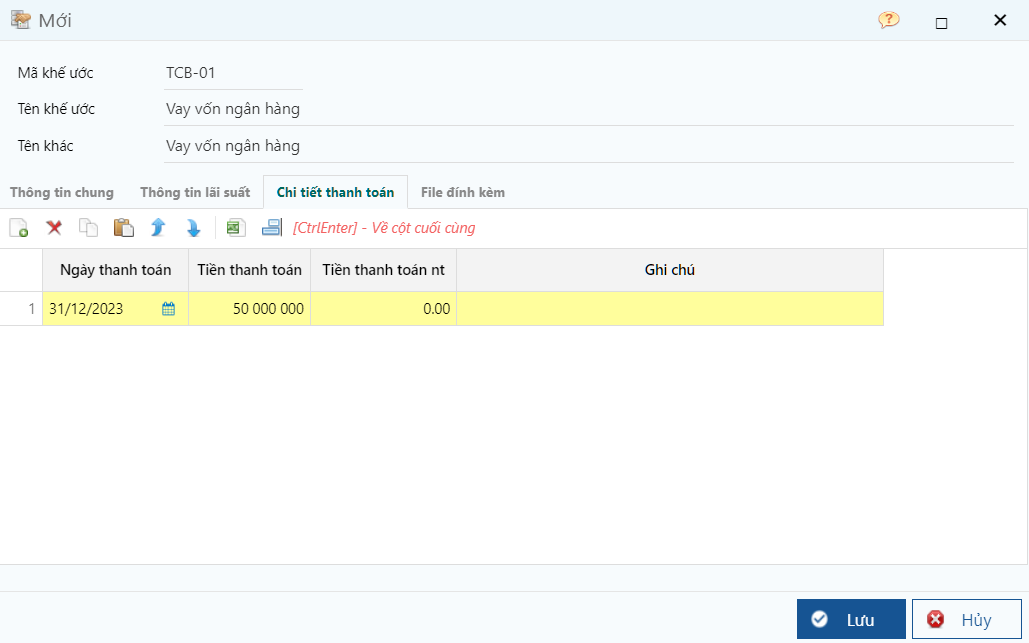 Mới
Mã khế ước TCB-01
Tên khế ước Vay vốn ngân hàng
Tên khác Vay vốn ngân hàng
Thông tin chung Thông tin lãi suất Chi tiết thanh toán File đính kèm
[CtrlEnter] - Về cột cuối cùng
Ngày thanh toán Tiền thanh toán Tiền thanh toán nt Ghi chú
1 31/12/2023 50 000 000 0.00
Lưu Hủy